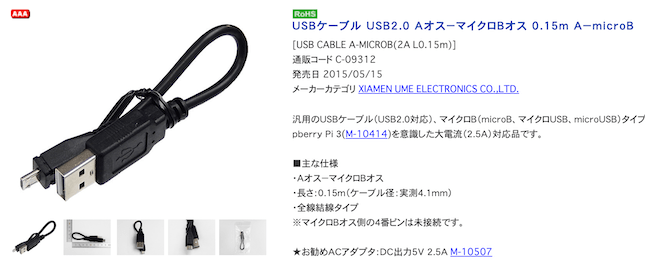 AAA
RoHS
USBケーブル USB2.0 Aオス-マイクロBオス 0.15m A-microB
[USB CABLE A-MICROB(2A L0.15m)]
通販コード C-09312
発売日 2015/05/15
メーカーカテゴリ XIAMEN UME ELECTRONICS CO.,LTD.
汎用のUSBケーブル(USB2.0対応)、マイクロB(microB、マイクロUSB、microUSB)タイプ
pberry Pi 3(M-10414)を意識した大電流(2.5A)対応品です。
■主な仕様
・Aオス-マイクロBオス
・長さ:0.15m(ケーブル径:実測4.1mm)
・全線結線タイプ
※マイクロBオス側の4番ピンは未接続です。
★お勧めACアダプタ:DC出力5V 2.5A M-10507